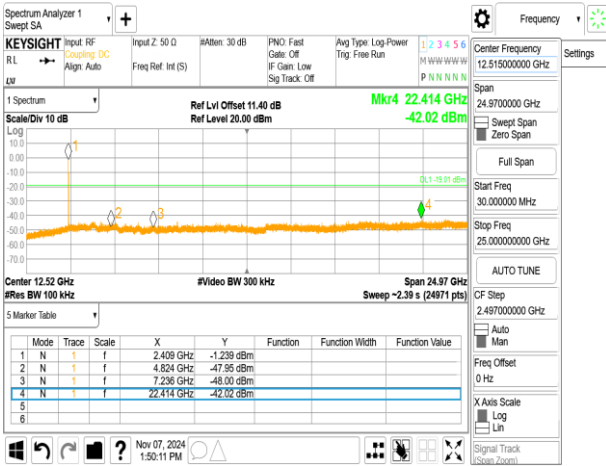 Spectrum Analyzer 1
Swept SA
Frequency
KEYSIGHT
Input: RF
Input Z: 50 Ω
#Atten: 30 dB
PNO: Fast
Avg Type: Log-Power
1 2 3 4 5 6
RL
Coupling: DC
Gate: Off
Trig: Free Run
Align: Auto
Freq Ref: Int (S)
IF Gain: Low
M W W W W W
Sig Track: Off
P N N N N N
LXI
1 Spectrum
Ref Lvl Offset 11.40 dB
Mkr4 22.414 GHz
Scale/Div 10 dB
Ref Level 20.00 dBm
-42.02 dBm
Log
10.0
0.00
-10.0
-20.0
-30.0
-40.0
-50.0
-60.0
-70.0
1
2
3
4
DL1 -19.01 dBm
Center 12.52 GHz
#Video BW 300 kHz
Span 24.97 GHz
#Res BW 100 kHz
Sweep ~2.39 s (24971 pts)
5 Marker Table
Mode Trace Scale X Y Function Function Width Function Value
1 N 1 f 2.409 GHz -1.239 dBm
2 N 1 f 4.824 GHz -47.95 dBm
3 N 1 f 7.236 GHz -48.00 dBm
4 N 1 f 22.414 GHz -42.02 dBm
5
6
?
Nov 07, 2024
1:50:11 PM
Settings
Center Frequency
12.515000000 GHz
Span
24.9700000 GHz
Swept Span
Zero Span
Full Span
Start Freq
30.000000 MHz
Stop Freq
25.000000000 GHz
AUTO TUNE
CF Step
2.497000000 GHz
Auto
Man
Freq Offset
0 Hz
X Axis Scale
Log
Lin
Signal Track
(Span Zoom)